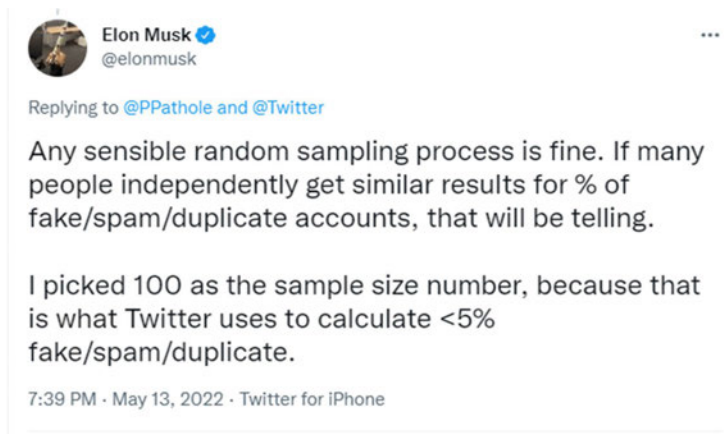 Elon Musk
@elonmusk
Replying to @PPathole and @Twitter
Any sensible random sampling process is fine. If many
people independently get similar results for % of
fake/spam/duplicate accounts, that will be telling.
I picked 100 as the sample size number, because that
is what Twitter uses to calculate <5%
fake/spam/duplicate.
7:39 PM · May 13, 2022 · Twitter for iPhone